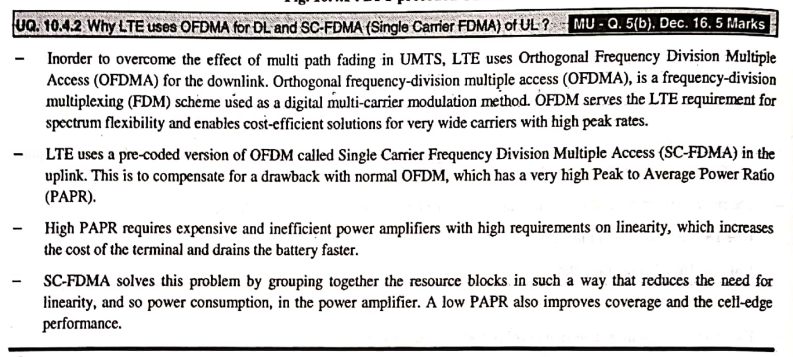 UQ. 10.4.2 Why LTE uses OFDMA for DL and SC-FDMA (Single Carrier FDMA) of UL ? MU - Q. 5(b), Dec. 16, 5 Marks
– Inorder to overcome the effect of multi path fading in UMTS, LTE uses Orthogonal Frequency Division Multiple
Access (OFDMA) for the downlink. Orthogonal frequency-division multiple access (OFDMA), is a frequency-division
multiplexing (FDM) scheme used as a digital multi-carrier modulation method. OFDM serves the LTE requirement for
spectrum flexibility and enables cost-efficient solutions for very wide carriers with high peak rates.
– LTE uses a pre-coded version of OFDM called Single Carrier Frequency Division Multiple Access (SC-FDMA) in the
uplink. This is to compensate for a drawback with normal OFDM, which has a very high Peak to Average Power Ratio
(PAPR).
– High PAPR requires expensive and inefficient power amplifiers with high requirements on linearity, which increases
the cost of the terminal and drains the battery faster.
– SC-FDMA solves this problem by grouping together the resource blocks in such a way that reduces the need for
linearity, and so power consumption, in the power amplifier. A low PAPR also improves coverage and the cell-edge
performance.